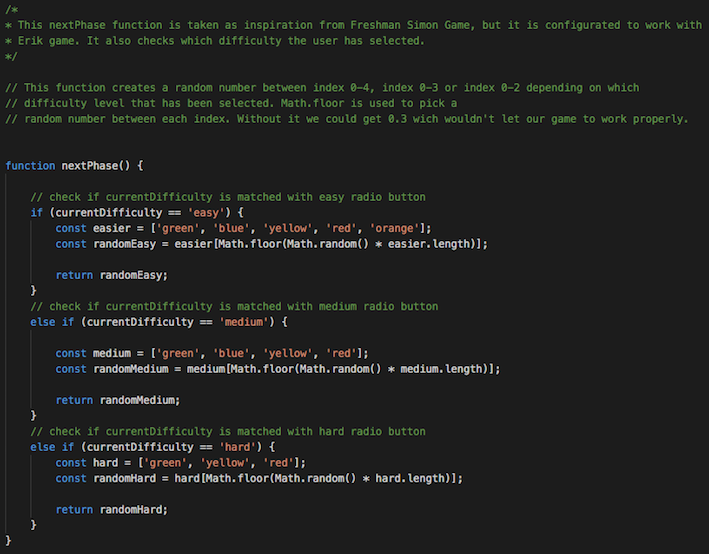 /*
* This nextPhase function is taken as inspiration from Freshman Simon Game, but it is configurated to work with
* Erik game. It also checks which difficulty the user has selected.
*/
// This function creates a random number between index 0-4, index 0-3 or index 0-2 depending on which
// difficulty level that has been selected. Math.floor is used to pick a
// random number between each index. Without it we could get 0.3 wich wouldn't let our game to work properly.
function nextPhase() {
// check if currentDifficulty is matched with easy radio button
if (currentDifficulty == 'easy') {
const easier = ['green', 'blue', 'yellow', 'red', 'orange'];
const randomEasy = easier[Math.floor(Math.random() * easier.length)];
return randomEasy;
}
// check if currentDifficulty is matched with medium radio button
else if (currentDifficulty == 'medium') {
const medium = ['green', 'blue', 'yellow', 'red'];
const randomMedium = medium[Math.floor(Math.random() * medium.length)];
return randomMedium;
}
// check if currentDifficulty is matched with hard radio button
else if (currentDifficulty == 'hard') {
const hard = ['green', 'yellow', 'red'];
const randomHard = hard[Math.floor(Math.random() * hard.length)];
return randomHard;
}
}